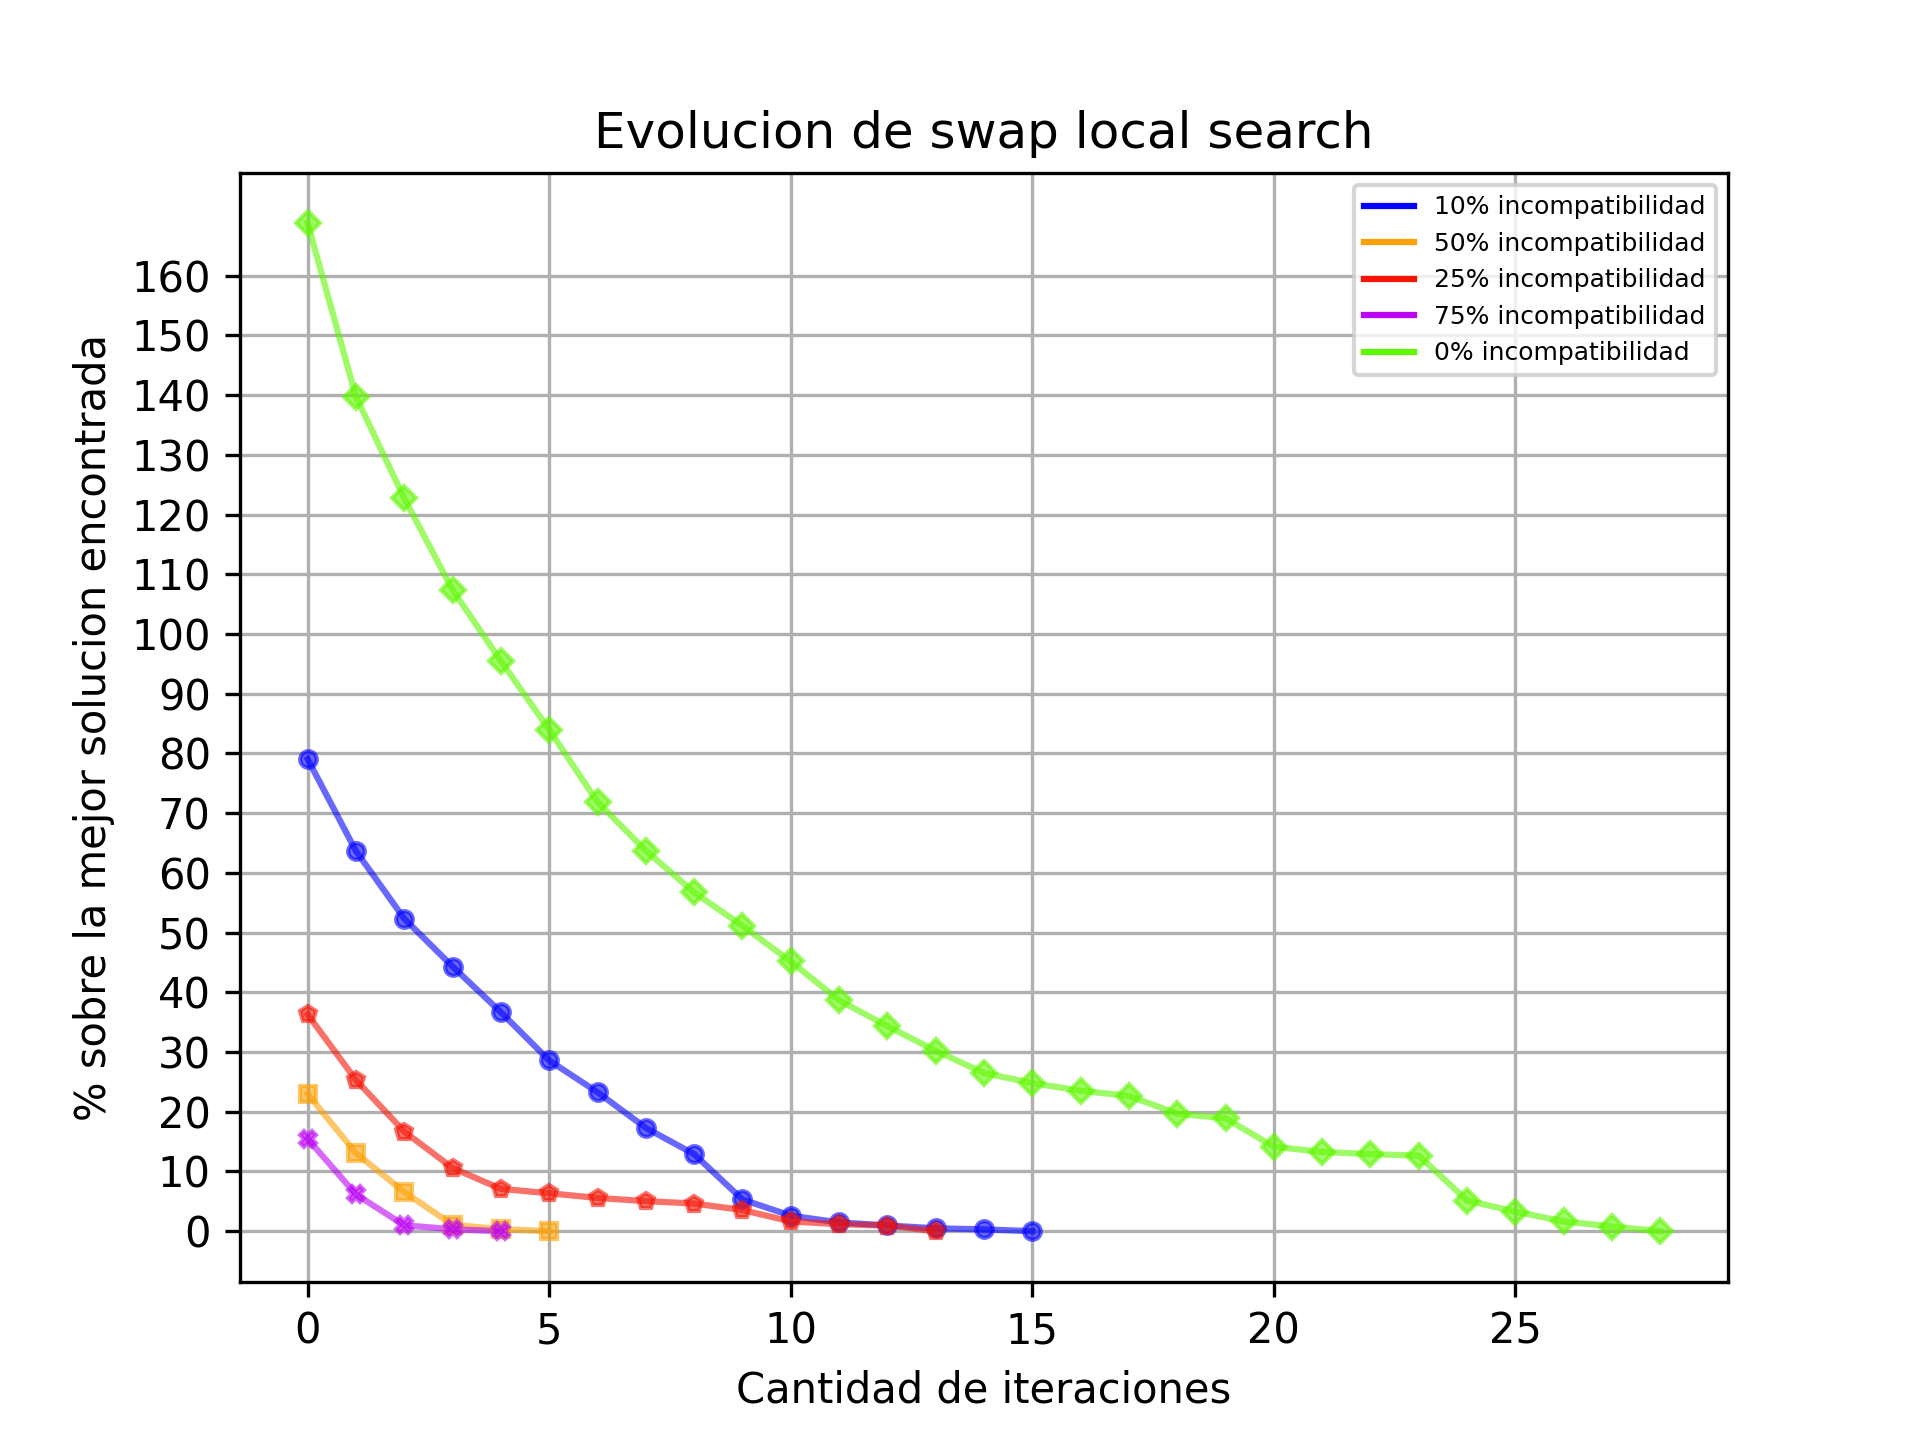 Evolucion de swap local search
% sobre la mejor solucion encontrada
160
150
140
130
120
110
100
90
80
70
60
50
40
30
20
10
0
10% incompatibilidad
50% incompatibilidad
25% incompatibilidad
75% incompatibilidad
0% incompatibilidad
0 5 10 15 20 25
Cantidad de iteraciones